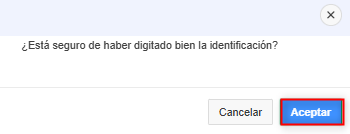 ¿Está seguro de haber digitado bien la identificación?
Cancelar Aceptar